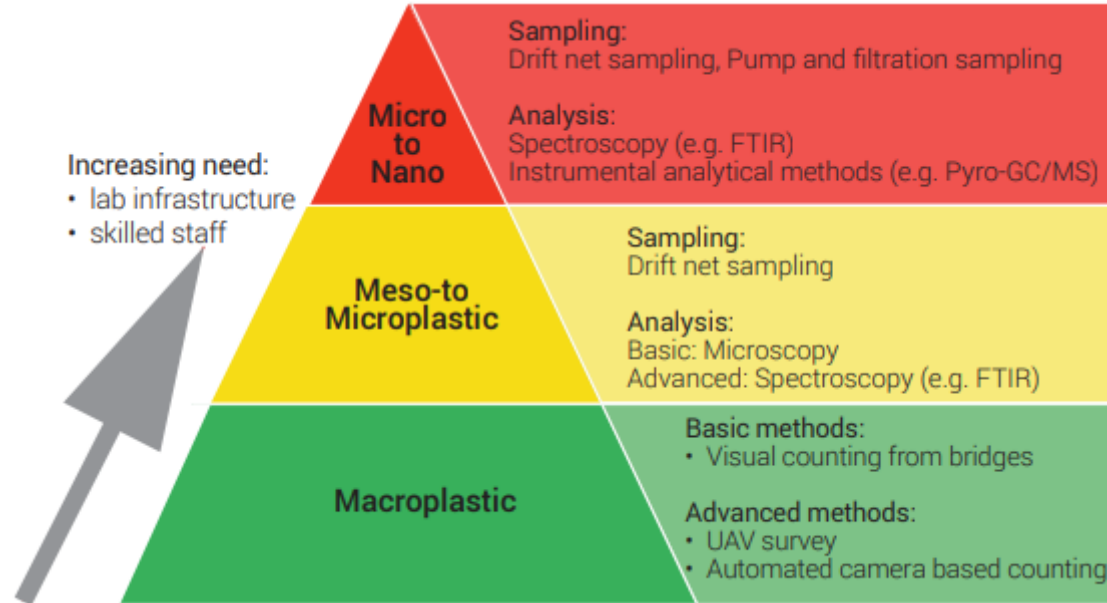 Sampling:
Drift net sampling, Pump and filtration sampling
Analysis:
Spectroscopy (e.g. FTIR)
Instrumental analytical methods (e.g. Pyro-GC/MS)
Micro
to
Nano
Increasing need:
• lab infrastructure
• skilled staff
Sampling:
Drift net sampling
Analysis:
Basic: Microscopy
Advanced: Spectroscopy (e.g. FTIR)
Meso-to
Microplastic
Basic methods:
• Visual counting from bridges
Advanced methods:
• UAV survey
• Automated camera based counting
Macroplastic